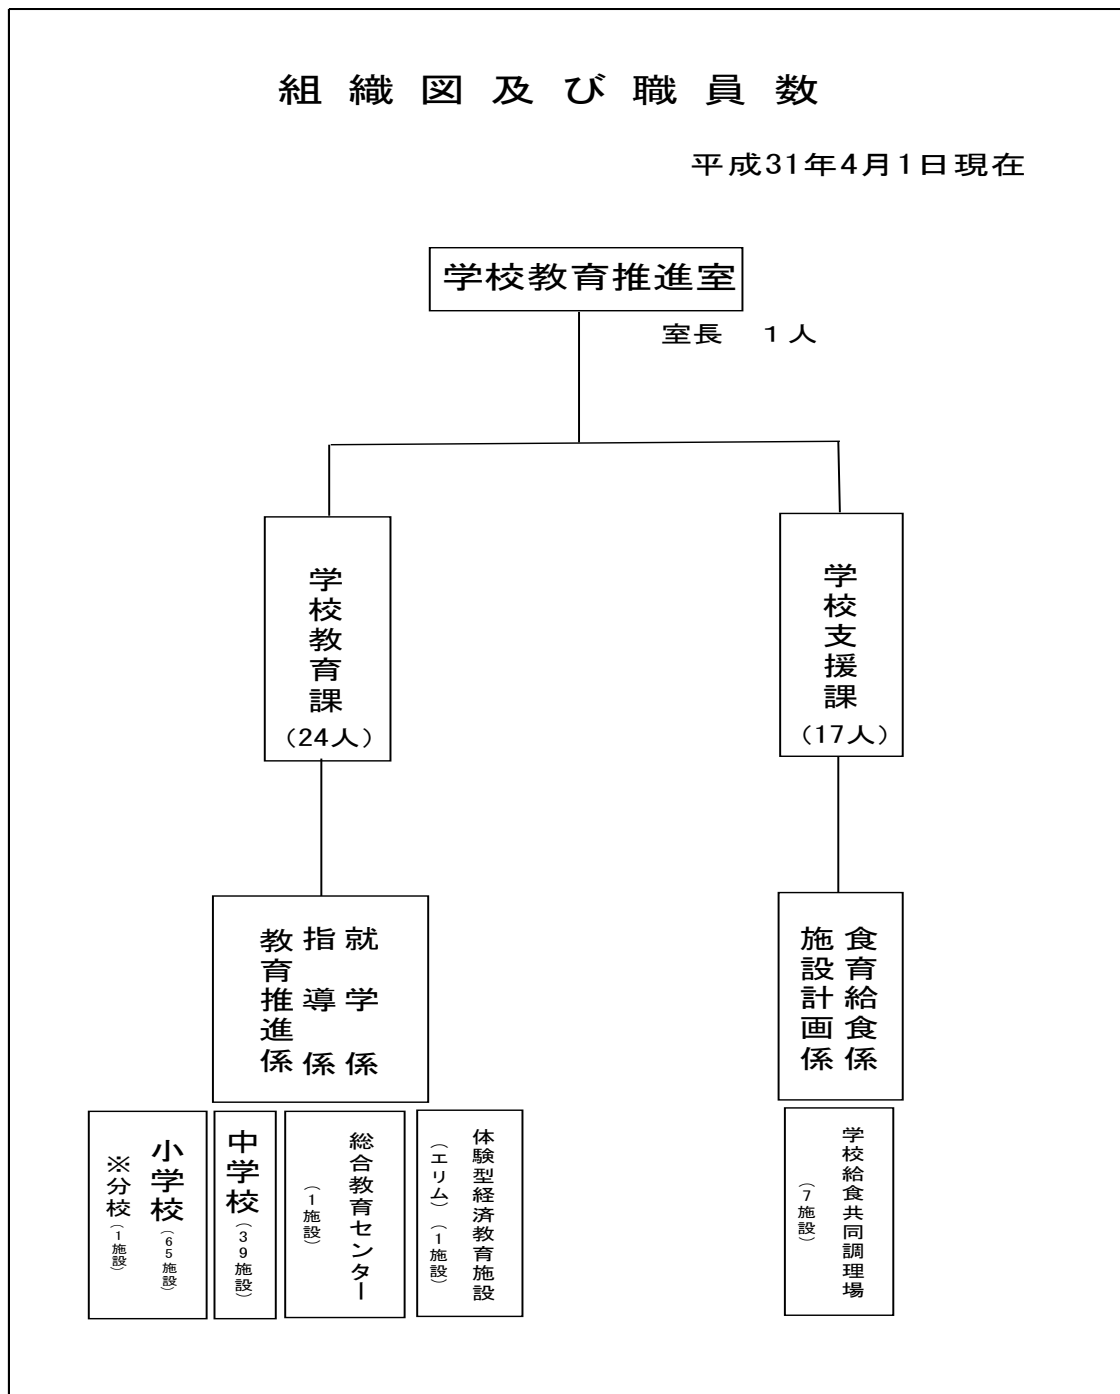 組織図及び職員数
平成31年4月1日現在
学校教育推進室
室長 1人
学校教育課
（24人）
学校支援課
（17人）
就学係
指導係
教育推進係
食育給食係
施設計画係
小学校（65施設）
※分校（1施設）
中学校（39施設）
総合教育センター
（1施設）
体験型経済教育施設
（エリム）（1施設）
学校給食共同調理場
（7施設）